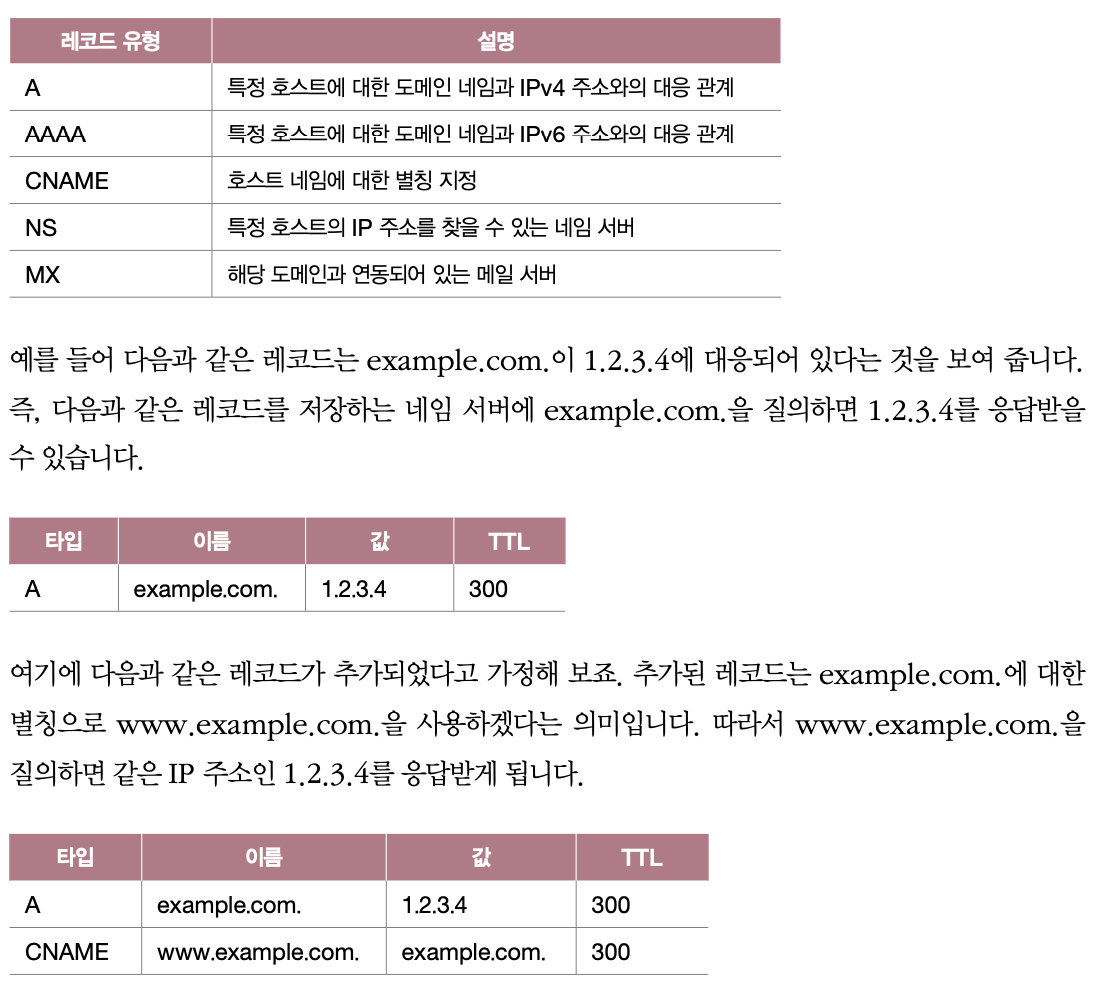 레코드 유형 설명
A 특정 호스트에 대한 도메인 네임과 IPv4 주소와의 대응 관계
AAAA 특정 호스트에 대한 도메인 네임과 IPv6 주소와의 대응 관계
CNAME 호스트 네임에 대한 별칭 지정
NS 특정 호스트의 IP 주소를 찾을 수 있는 네임 서버
MX 해당 도메인과 연동되어 있는 메일 서버
예를 들어 다음과 같은 레코드는 example.com.이 1.2.3.4에 대응되어 있다는 것을 보여 줍니다.
즉, 다음과 같은 레코드를 저장하는 네임 서버에 example.com.을 질의하면 1.2.3.4를 응답받을
수 있습니다.
타입 이름 값 TTL
A example.com. 1.2.3.4 300
여기에 다음과 같은 레코드가 추가되었다고 가정해 보죠. 추가된 레코드는 example.com.에 대한
별칭으로 www.example.com.을 사용하겠다는 의미입니다. 따라서 www.example.com.을
질의하면 같은 IP 주소인 1.2.3.4를 응답받게 됩니다.
타입 이름 값 TTL
A example.com. 1.2.3.4 300
CNAME www.example.com. example.com. 300